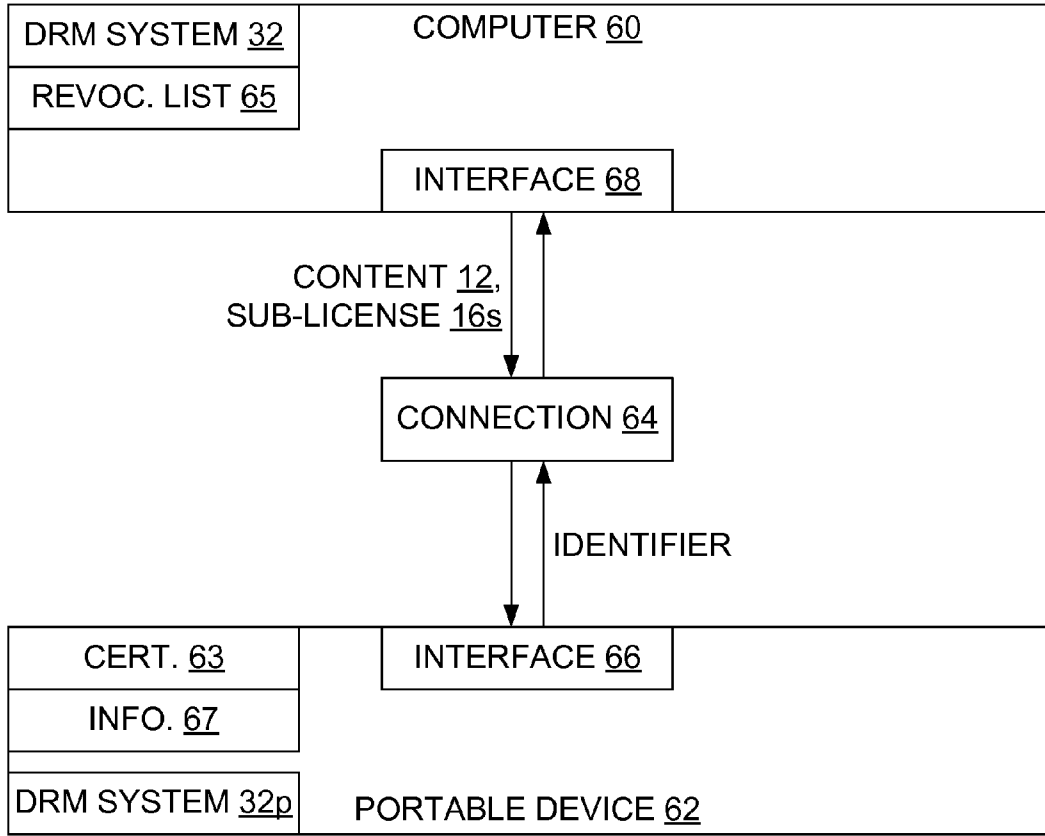 DRM SYSTEM 32
COMPUTER 60
REVOC. LIST 65
INTERFACE 68
CONTENT 12,
SUB-LICENSE 16s
CONNECTION 64
IDENTIFIER
CERT. 63
INTERFACE 66
INFO. 67
DRM SYSTEM 32p
PORTABLE DEVICE 62